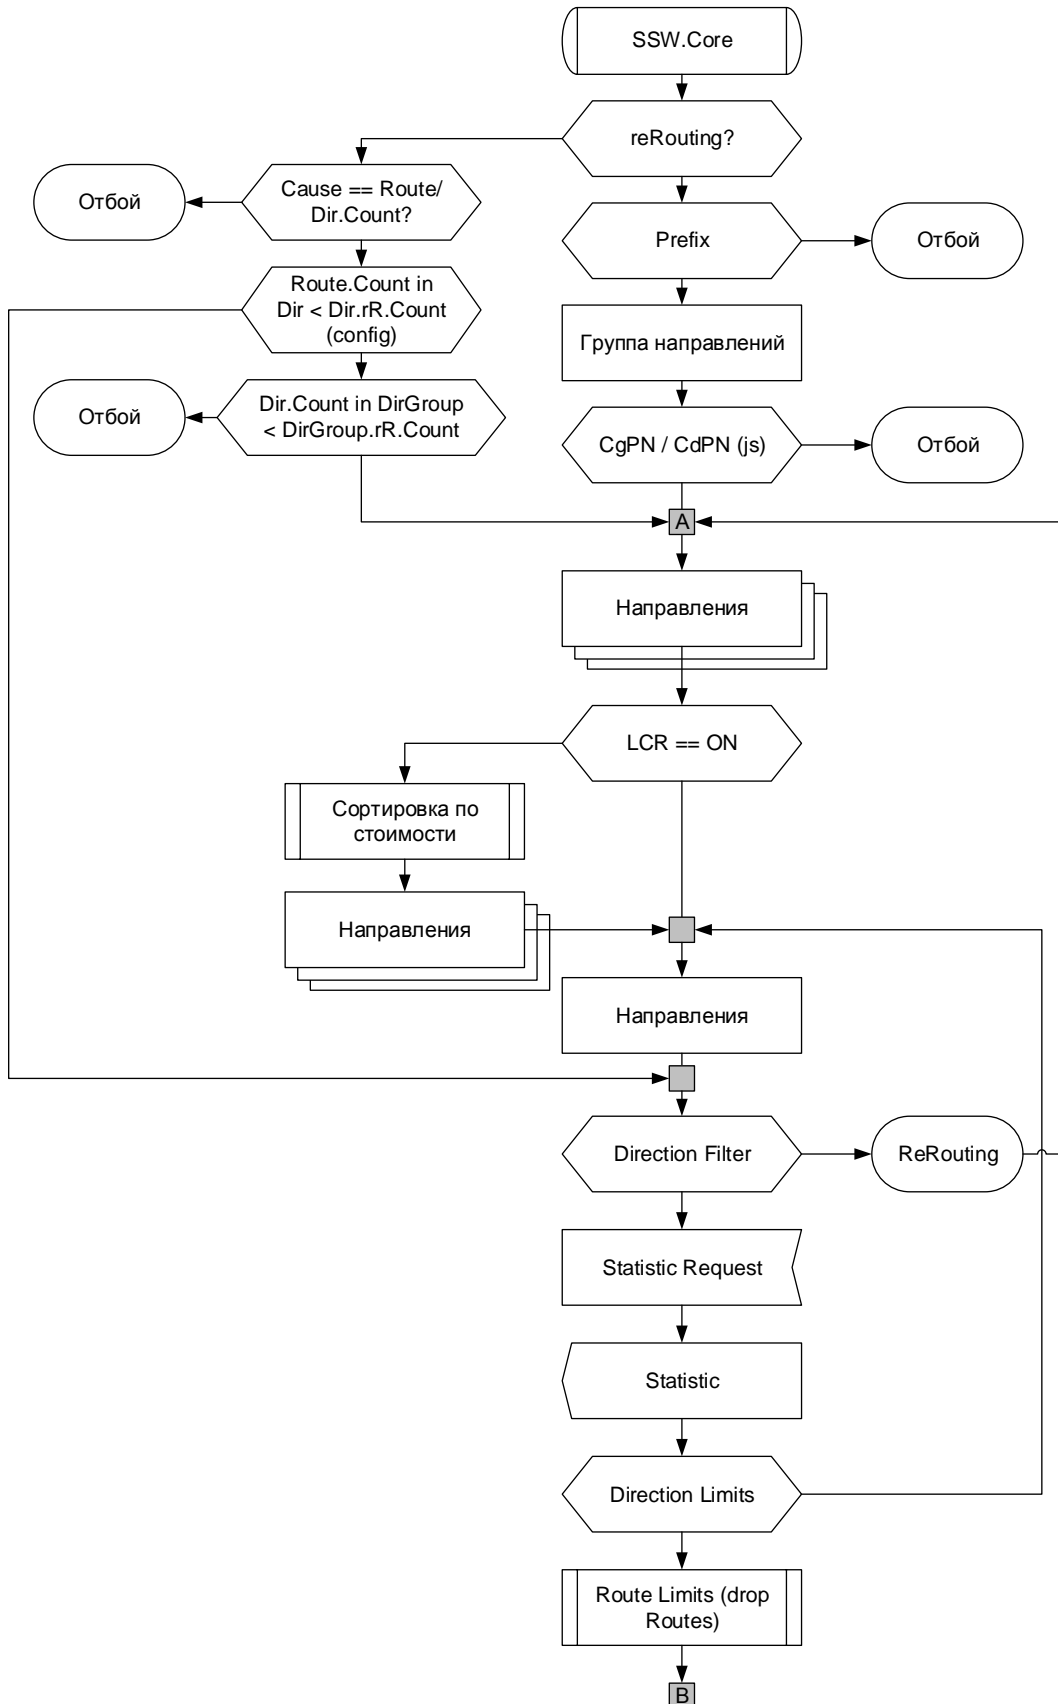 SSW.Core
reRouting?
Cause == Route/
Dir.Count?
Отбой
Prefix
Отбой
Route.Count in
Dir < Dir.rR.Count
(config)
Группа направлений
Отбой
Dir.Count in DirGroup
< DirGroup.rR.Count
CgPN / CdPN (js)
Отбой
A
Направления
LCR == ON
Сортировка по
стоимости
Направления
Направления
Direction Filter
ReRouting
Statistic Request
Statistic
Direction Limits
Route Limits (drop
Routes)
B